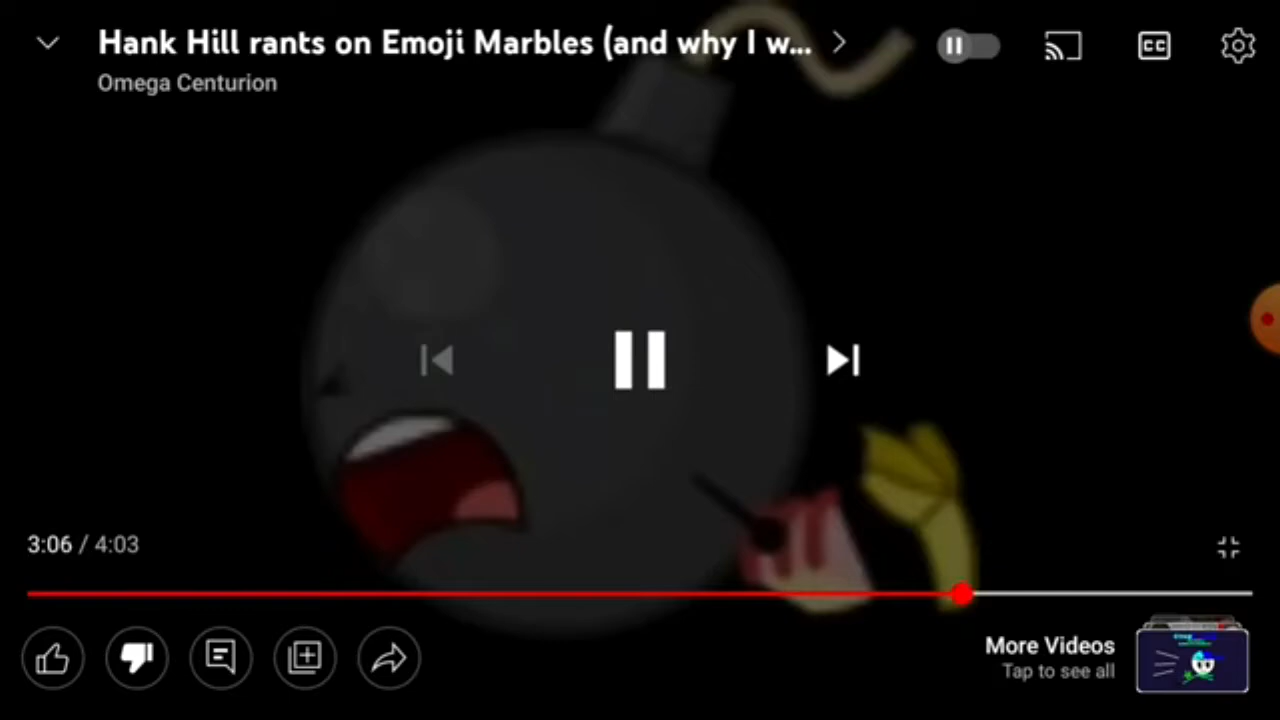 Hank Hill rants on Emoji Marbles (and why I w...
Omega Centurion
CC
3:06 / 4:03
More Videos
Tap to see all